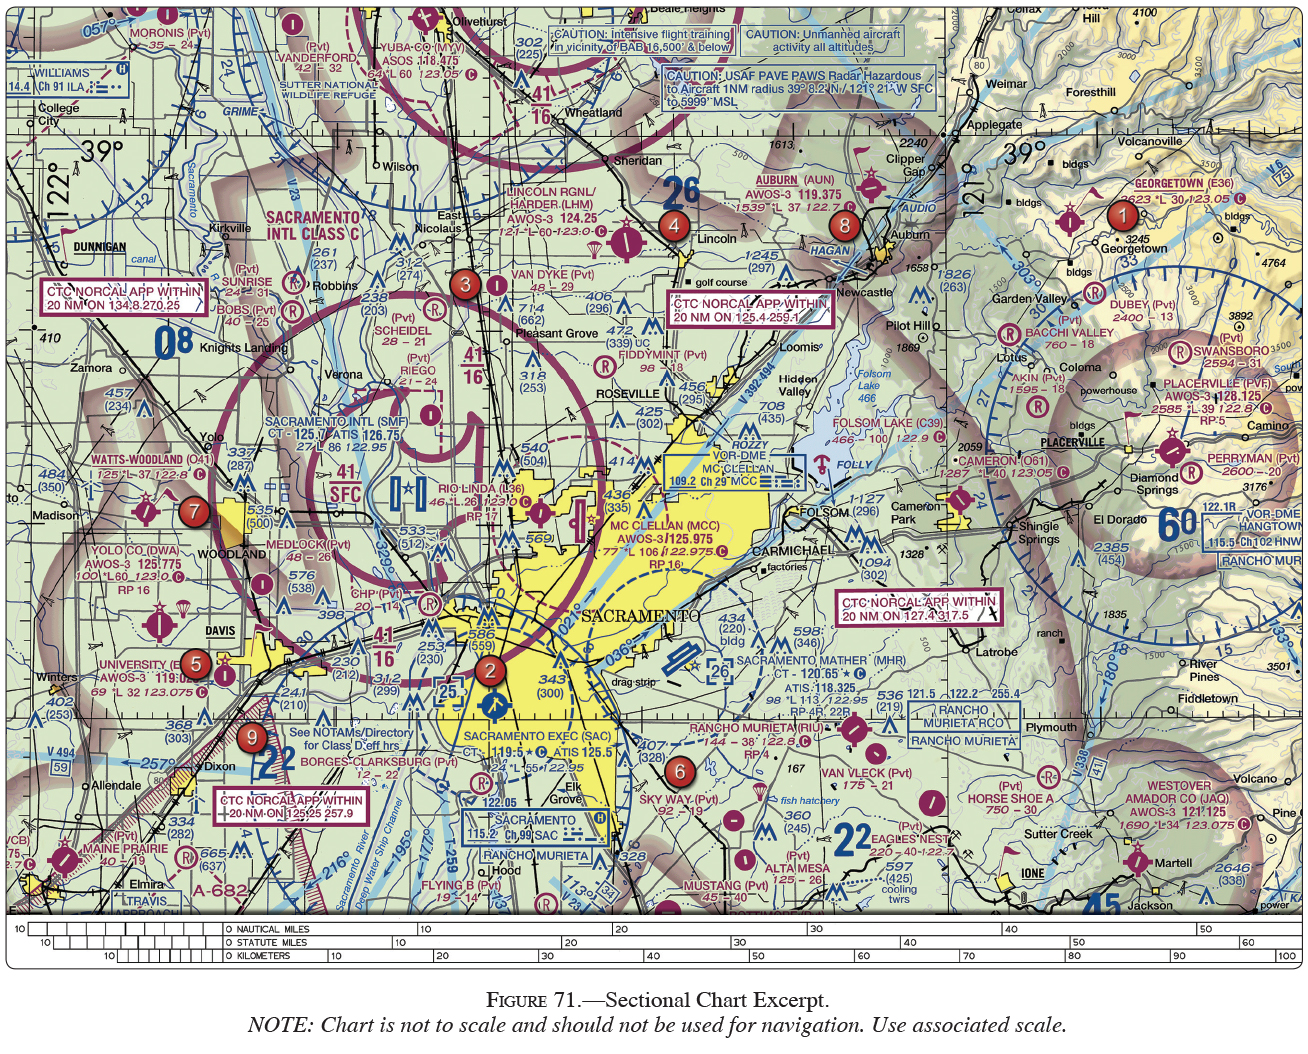 057°
MORONIS (Pvt)
35 - 24
(Pvt)
VANDERFORD
42 - 32
SUTTER NATIONAL
WILDLIFE REFUGE
YUBA CO (MYV)
ASOS 118.475
64 *L 60 123.05 C
Olivehurst
302
(225)
Beale Heights
CAUTION: Intensive flight training
in vicinity of BAB 16,500' & below
CAUTION: Unmanned aircraft
activity all altitudes
CAUTION: USAF PAVE PAWS Radar Hazardous
to Aircraft 1NM radius 39° 8.2' N / 121° 21' W SFC
to 5999' MSL
Colfax
Hill
4100
Weimar
Foresthill
Applegate
Volcanoville
WILLIAMS
114.4 Ch 91 ILA
College
City
GRIME
39°
122°
Wilson
41
16
Wheatland
Sheridan
1613
2240
Clipper
Gap
39°
121°
bldgs
V 6
75
SACRAMENTO
INTL CLASS C
Kirkville
V 23
Sacramento
East
Nicolaus
LINCOLN RGNL/
HARDER (LHM)
AWOS-3 124.25
121 *L 60 123.0 C
26
4
Lincoln
AUBURN (AUN)
AWOS-3 119.375
1539 *L 37 122.7 C
8
AUDIO
Auburn
HAGAN
GEORGETOWN (E36)
2623 *L 30 123.05 C
1
3245
Georgetown
bldgs
4764
DUNNIGAN
canal
CTC NORCAL APP WITHIN
20 NM ON 134.8 270.25
(Pvt)
SUNRISE
24 - 31
BOBS (Pvt)
40 - 25
Robbins
261
(237)
312
(274)
238
(203)
3
VAN DYKE (Pvt)
48 - 29
1245
(297)
golf course
CTC NORCAL APP WITHIN
20 NM ON 125.4 259.1
Newcastle
1658
1826
(263)
303°
Garden Valley
DUBEY (Pvt)
2400 - 13
3892
08
Knights Landing
410
Zamora
(Pvt)
SCHEIDEL
28 - 21
(Pvt)
RIEGO
21 - 24
714
(662)
Pleasant Grove
406
(296)
472
(339) UC
FIDDYMINT (Pvt)
98 - 18
41
16
318
(253)
Loomis
Pilot Hill
1869
(Pvt)
BACCHI VALLEY
760 - 18
Lotus
Coloma
(Pvt)
SWANSBORO
2594 - 31
Verona
457
(234)
Yolo
SACRAMENTO INTL (SMF)
CT - 125.7 ATIS 126.75
27 L 86 122.95
ROSEVILLE
456
(295)
425
(302)
V 392-494
Hidden
Valley
Folsom
Lake
466
708
(435)
AKIN (Pvt)
1595 - 18
powerhouse
PLACERVILLE (PVF)
AWOS-3 128.125
2585 *L 39 122.8 C
RP 5
Camino
WATTS-WOODLAND (O41)
125 *L 37 122.8 C
337
(287)
41
SFC
540
(504)
414
ROZZY
VOR-DME
MC CLELLAN
109.2 Ch 29 MCC
FOLSOM LAKE (C39)
466 - 100 122.9 C
FOLLY
2059
CAMERON (O61)
1287 *L 40 123.05 C
PLACERVILLE
bldgs
PERRYMAN (Pvt)
2600 - 20
484
(350)
Madison
7
535
(500)
WOODLAND
RIO LINDA (L36)
46 *L 26 123.0 C
RP 17
533
(512)
569
436
(335)
MC CLELLAN (MCC)
AWOS-3 125.975
77 *L 106 122.975 C
RP 16
FOLSOM
1127
(296)
Cameron
Park
Diamond
Springs
3176
El Dorado
Shingle
Springs
60
122.1R
VOR-DME
HANGTOWN
115.5 Ch 102 HNW
RANCHO MUR
YOLO CO (DWA)
AWOS-3 125.775
100 *L60 123.0 C
RP 16
MEDLOCK (Pvt)
48 - 26
576
(538)
398
CHP (Pvt)
20 - 14
CARMICHAEL
factories
1094
(302)
1328
2385
(454)
1835
CTC NORCAL APP WITHIN
20 NM ON 127.4 317.5
DAVIS
41
16
SACRAMENTO
586
(559)
253
(230)
434
(220)
bldg
598
(346)
036°
ranch
Latrobe
UNIVERSITY (E
AWOS-3 119.0
69 *L 32 123.075 C
5
Winters
402
(253)
230
(212)
312
(299)
2
25
343
(300)
drag strip
26
SACRAMENTO MATHER (MHR)
CT - 120.65 C
ATIS 118.325
98 *L 113 122.95
RP 4R, 22R
River
Pines
3501
180°
Fiddletown
368
(303)
241
(210)
9
22
See NOTAMs/Directory
for Class D eff hrs
BORGES-CLARKSBURG (Pvt)
12 - 22
SACRAMENTO EXEC (SAC)
CT - 119.5 C ATIS 125.5
24 *L 55 122.95
RANCHO MURIETA (RIU)
144 - 38 122.8 C
RP 4
536
(219)
121.5 122.2 255.4
RANCHO
MURIETA RCO
RANCHO MURIETA
Plymouth
V 494
59
257°
Dixon
Allendale
CTC NORCAL APP WITHIN
20 NM ON 125.25 257.9
407
(328)
6
167
VAN VLECK (Pvt)
175 - 21
SKY WAY (Pvt)
92 - 19
Elk
Grove
fish hatchery
(Pvt)
HORSE SHOE A
750 - 30
V 338
41
WESTOVER
AMADOR CO (JAQ)
AWOS-3 121.125
1690 *L34 123.075 C
Volcano
334
(282)
MAINE PRAIRIE
40 - 19
565
(637)
A-682
Elmira
TRAVIS
216°
Sacramento River
Deep Water Ship Channel
195°
177°
V 259
122.05
SACRAMENTO
115.2 Ch 99 SAC
RANCHO MURIETA
328
Hood
FLYING B (Pvt)
19 - 14
113°
360
(245)
(Pvt)
ALTA MESA
125 - 26
MUSTANG (Pvt)
45 - 40
22
(Pvt)
EAGLES NEST
220 - 40 122.7
597
(425)
cooling
twrs
Sutter Creek
IONE
Martell
Jackson
45
2646
(338)
power
10 0 NAUTICAL MILES 10 20 30 40 50
10 0 STATUTE MILES 10 20 30 40 50 60
10 0 KILOMETERS 10 20 30 40 50 60 70 80 90 100
FIGURE 71.—Sectional Chart Excerpt.
NOTE: Chart is not to scale and should not be used for navigation. Use associated scale.